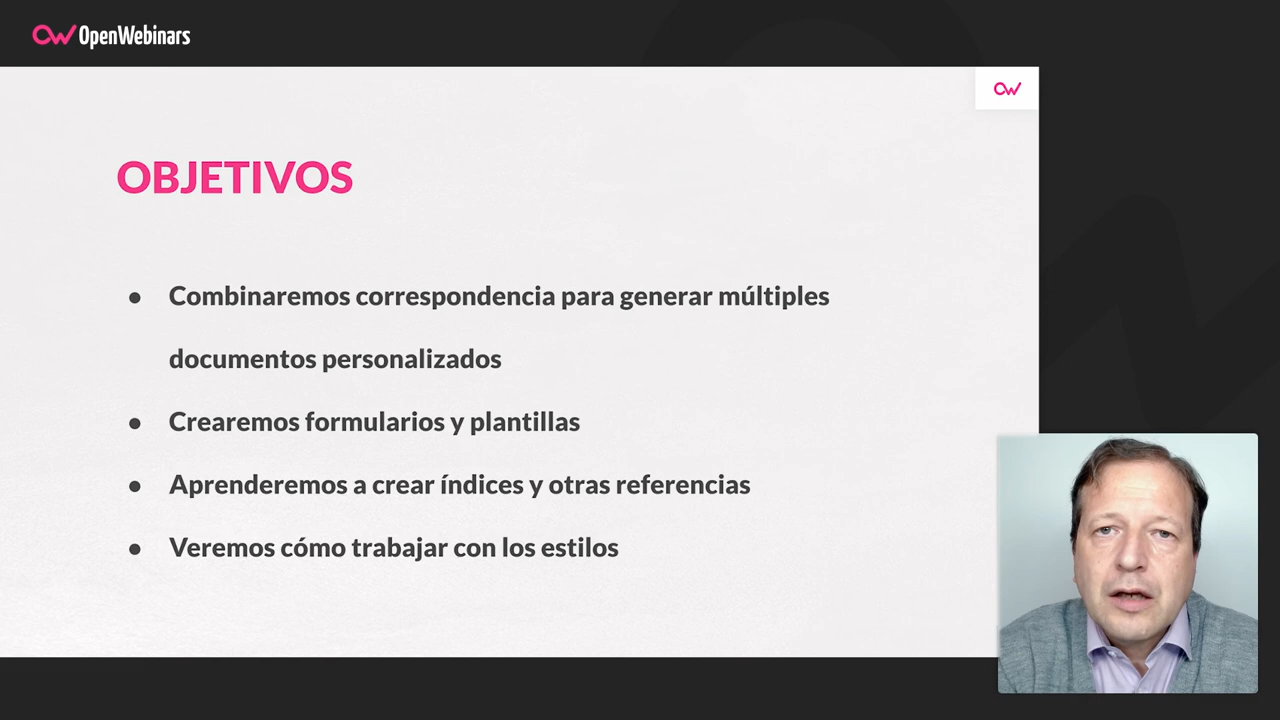 OpenWebinars
OBJETIVOS
● Combinaremos correspondencia para generar múltiples
documentos personalizados
● Crearemos formularios y plantillas
● Aprenderemos a crear índices y otras referencias
● Veremos cómo trabajar con los estilos